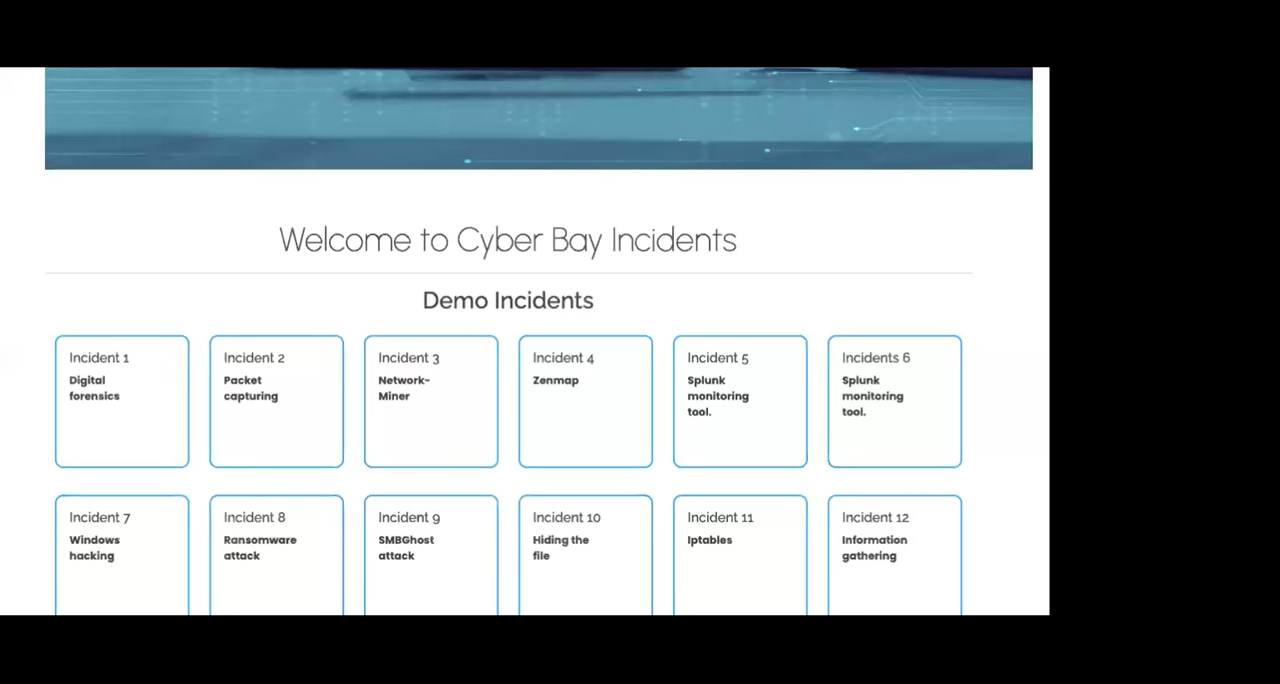 Welcome to Cyber Bay Incidents
Demo Incidents
Incident 1
Digital
forensics
Incident 2
Packet
capturing
Incident 3
Network-
Miner
Incident 4
Zenmap
Incident 5
Splunk
monitoring
tool.
Incidents 6
Splunk
monitoring
tool.
Incident 7
Windows
hacking
Incident 8
Ransomware
attack
Incident 9
SMBGhost
attack
Incident 10
Hiding the
file
Incident 11
Iptables
Incident 12
Information
gathering